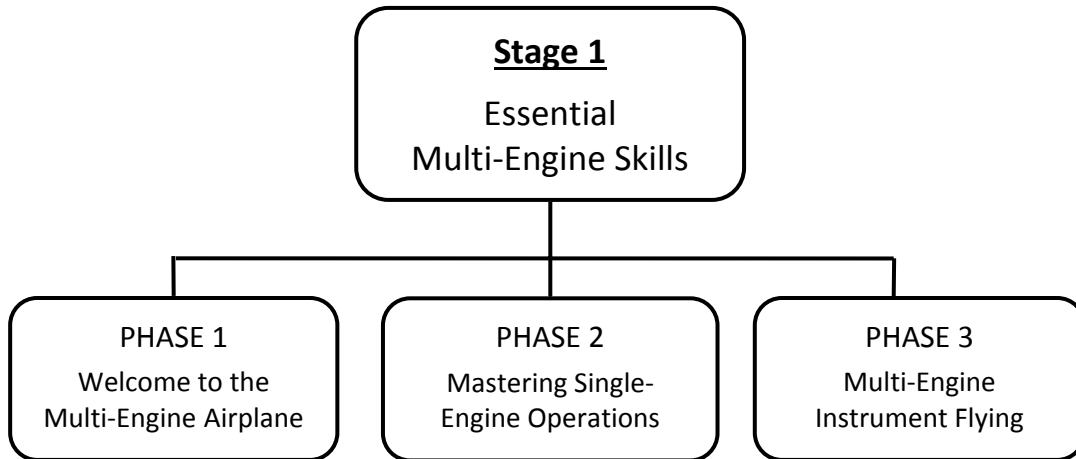 Stage 1
Essential
Multi-Engine Skills
PHASE 1
Welcome to the
Multi-Engine Airplane
PHASE 2
Mastering Single-
Engine Operations
PHASE 3
Multi-Engine
Instrument Flying